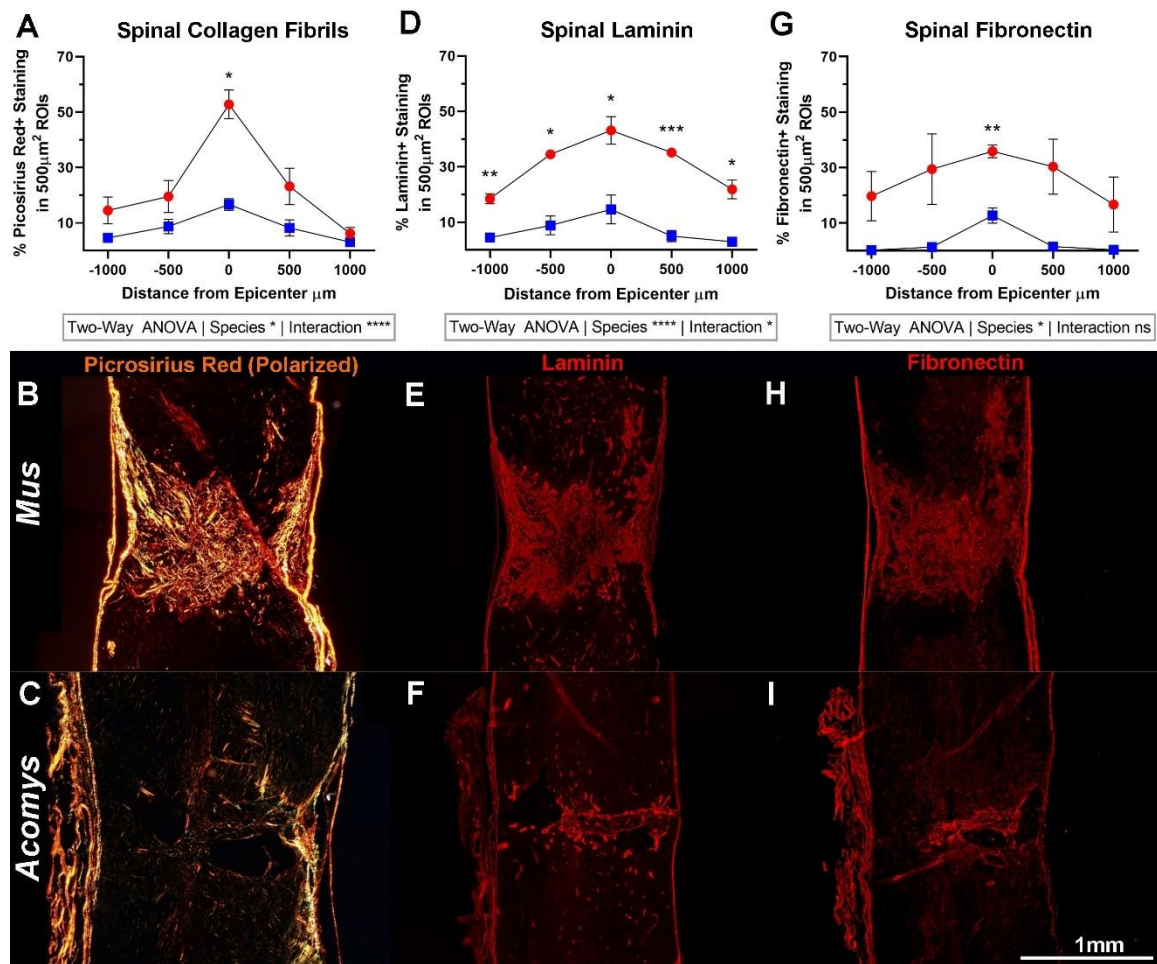 A Spinal Collagen Fibrils
% Picosirius Red+ Staining
in 500µm² ROIs
70
50
30
10
*
-1000 -500 0 500 1000
Distance from Epicenter µm
Two-Way ANOVA | Species * | Interaction ****
D Spinal Laminin
% Laminin+ Staining
in 500µm² ROIs
70
50
30
10
** * * *** *
-1000 -500 0 500 1000
Distance from Epicenter µm
Two-Way ANOVA | Species **** | Interaction *
G Spinal Fibronectin
% Fibronectin+ Staining
in 500µm² ROIs
70
50
30
10
**
-1000 -500 0 500 1000
Distance from Epicenter µm
Two-Way ANOVA | Species * | Interaction ns
Picrosirius Red (Polarized) Laminin Fibronectin
B E H
Mus
C F I
Acomys
1mm